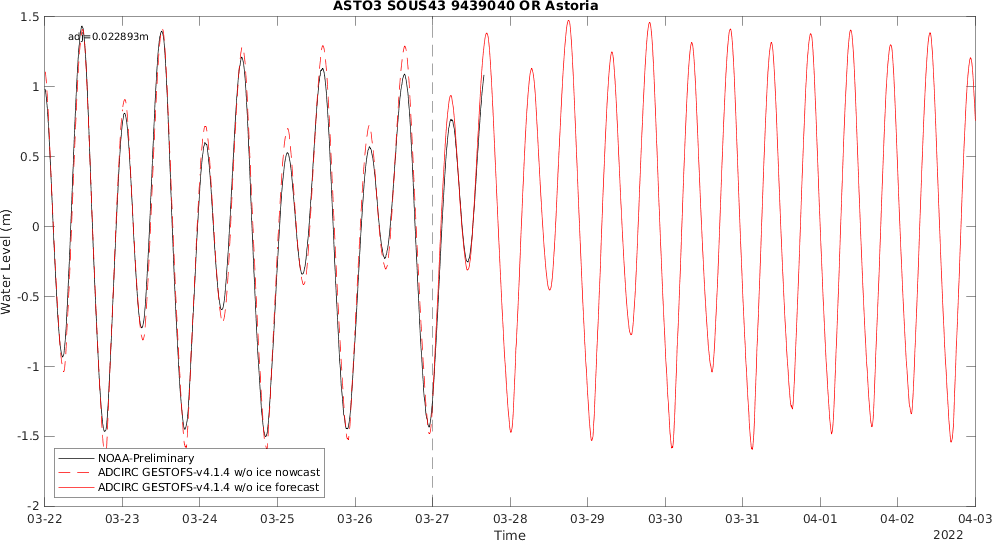 ASTO3 SOUS43 9439040 OR Astoria
adj=0.022893m
Water Level (m)
1.5
1
0.5
0
-0.5
-1
-1.5
-2
NOAA-Preliminary
ADCIRC GESTOFS-v4.1.4 w/o ice nowcast
ADCIRC GESTOFS-v4.1.4 w/o ice forecast
03-22 03-23 03-24 03-25 03-26 03-27 03-28 03-29 03-30 03-31 04-01 04-02 04-03
Time
2022